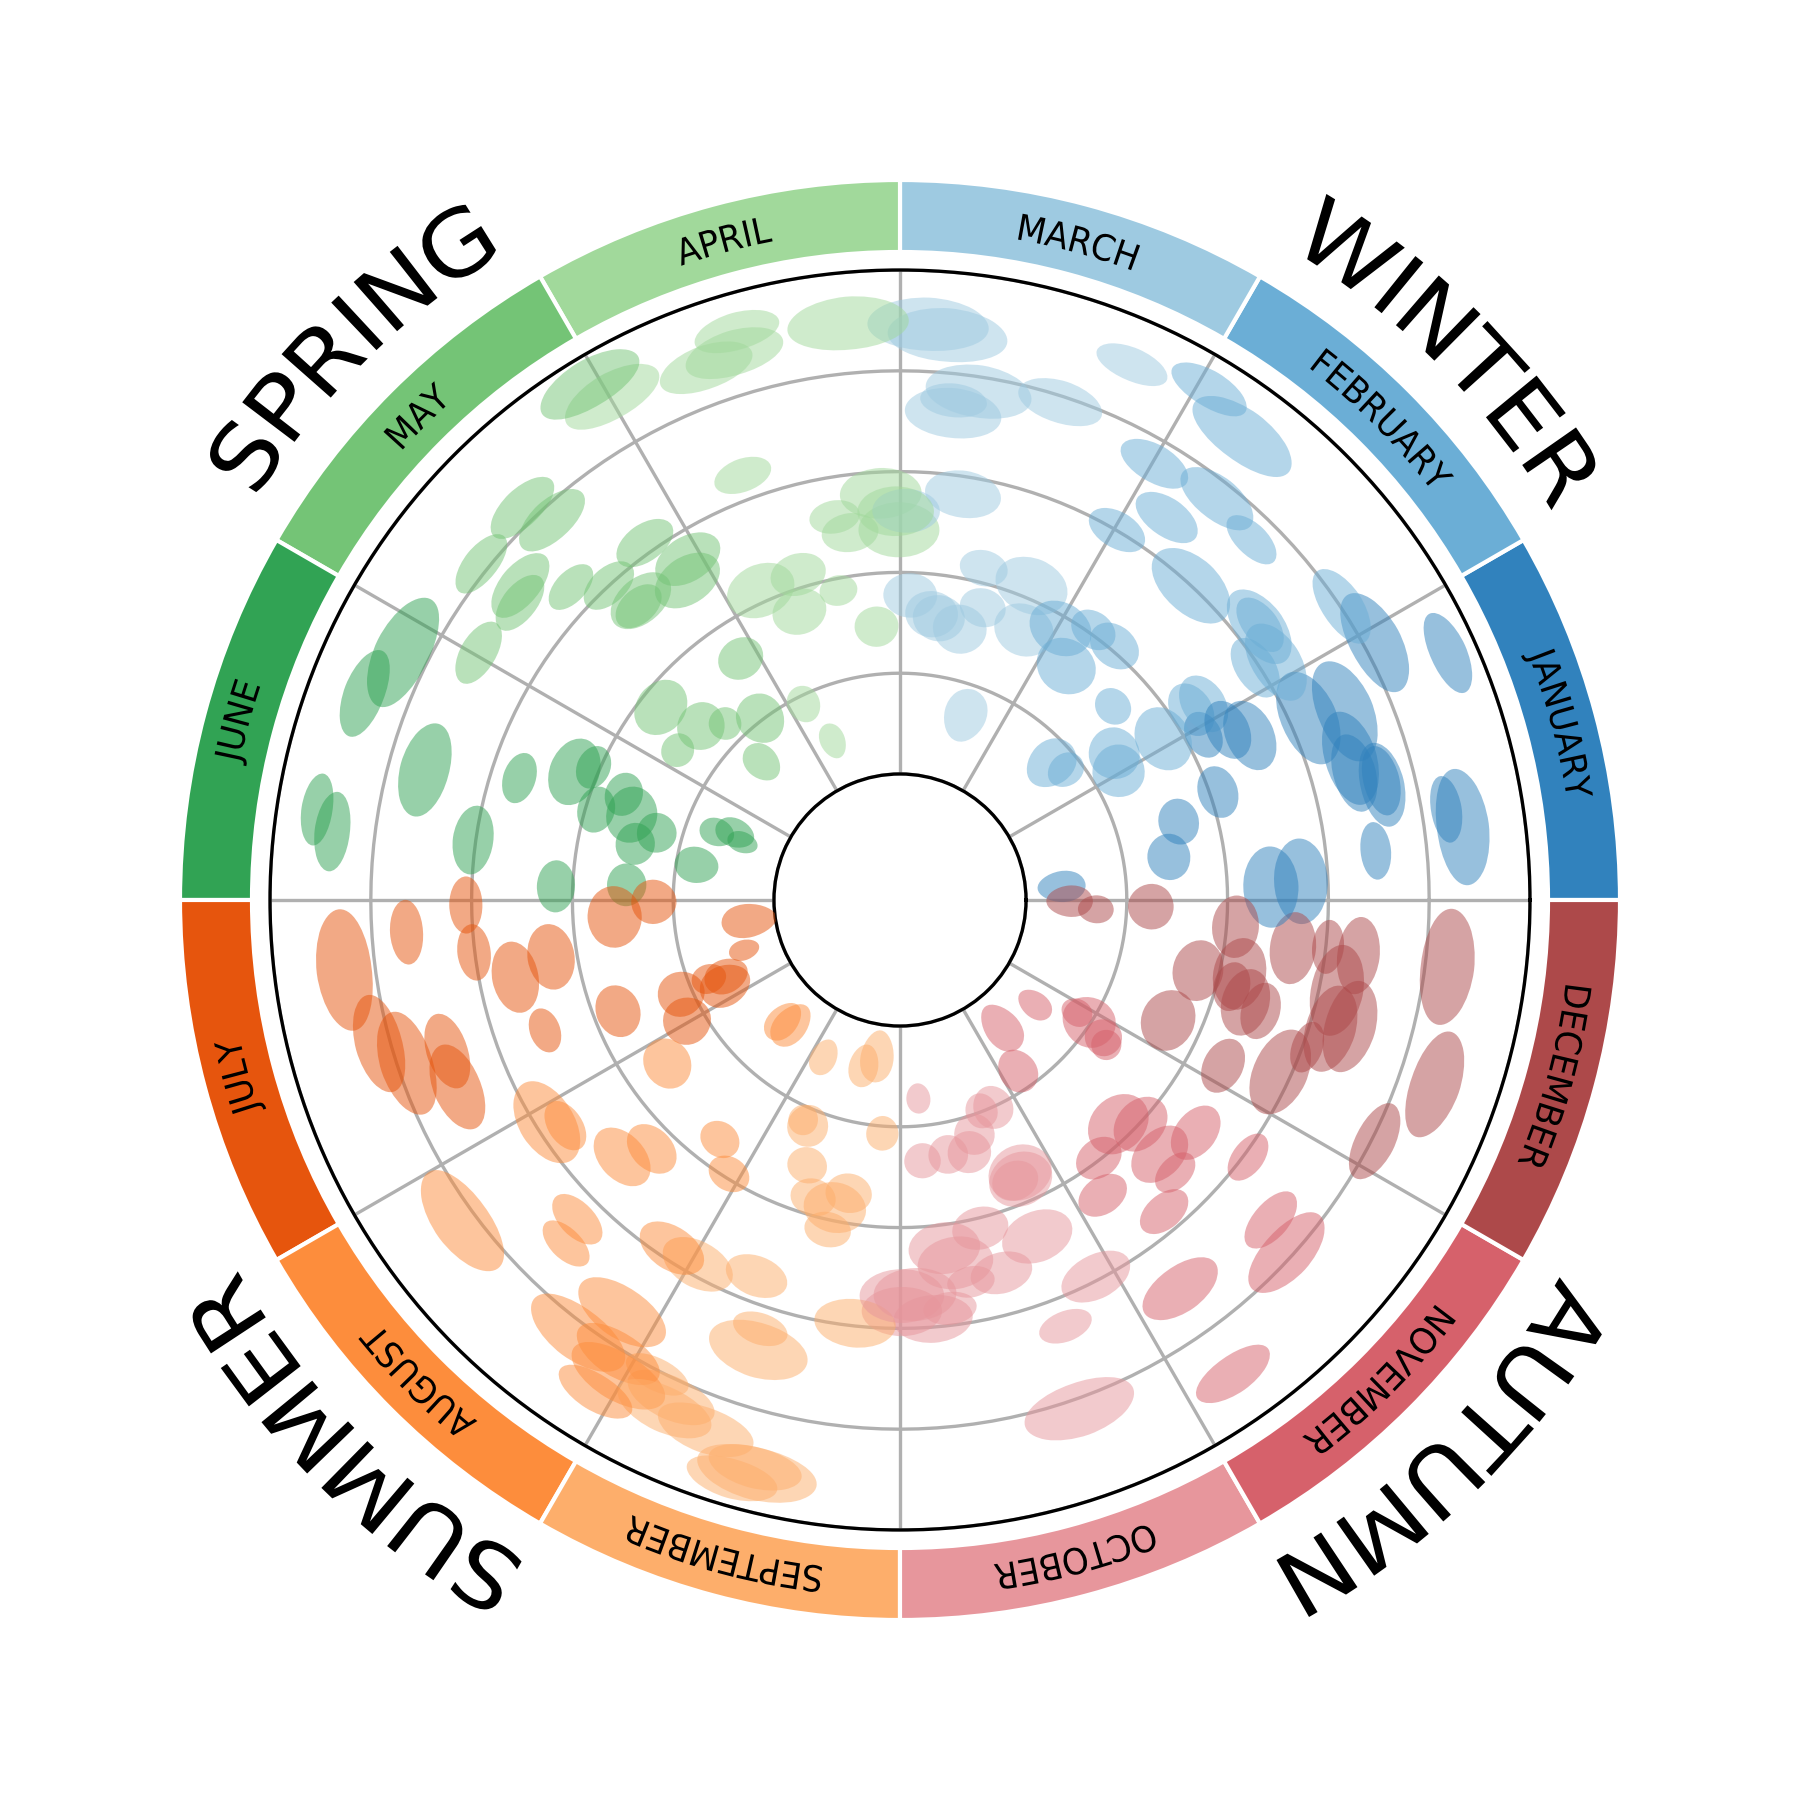 SPRING
WINTER
SUMMER
AUTUMN
JANUARY
FEBRUARY
MARCH
APRIL
MAY
JUNE
JULY
AUGUST
SEPTEMBER
OCTOBER
NOVEMBER
DECEMBER